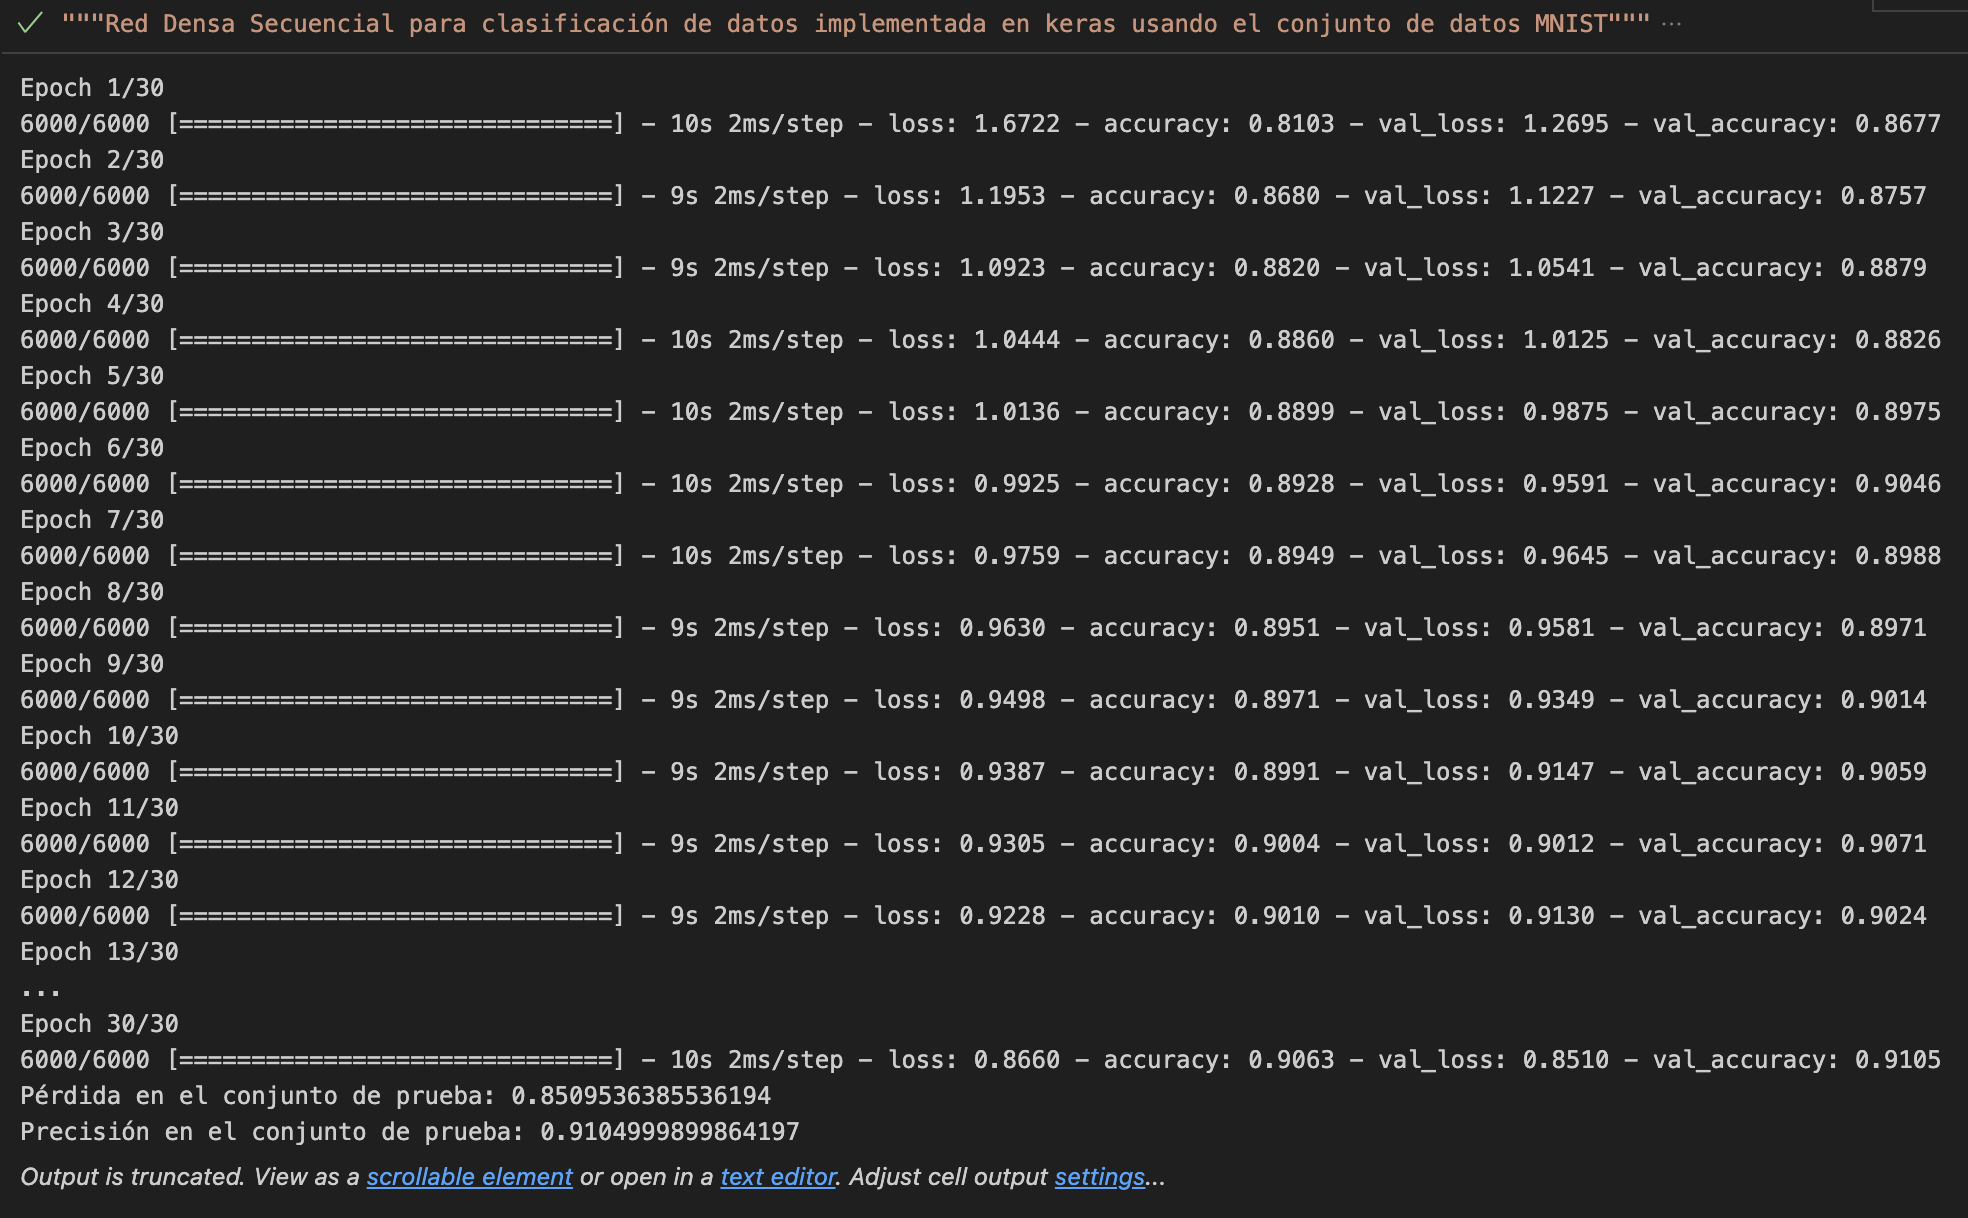 """Red Densa Secuencial para clasificación de datos implementada en keras usando el conjunto de datos MNIST""" ...
Epoch 1/30
6000/6000 [==============================] - 10s 2ms/step - loss: 1.6722 - accuracy: 0.8103 - val_loss: 1.2695 - val_accuracy: 0.8677
Epoch 2/30
6000/6000 [==============================] - 9s 2ms/step - loss: 1.1953 - accuracy: 0.8680 - val_loss: 1.1227 - val_accuracy: 0.8757
Epoch 3/30
6000/6000 [==============================] - 9s 2ms/step - loss: 1.0923 - accuracy: 0.8820 - val_loss: 1.0541 - val_accuracy: 0.8879
Epoch 4/30
6000/6000 [==============================] - 10s 2ms/step - loss: 1.0444 - accuracy: 0.8860 - val_loss: 1.0125 - val_accuracy: 0.8826
Epoch 5/30
6000/6000 [==============================] - 10s 2ms/step - loss: 1.0136 - accuracy: 0.8899 - val_loss: 0.9875 - val_accuracy: 0.8975
Epoch 6/30
6000/6000 [==============================] - 10s 2ms/step - loss: 0.9925 - accuracy: 0.8928 - val_loss: 0.9591 - val_accuracy: 0.9046
Epoch 7/30
6000/6000 [==============================] - 10s 2ms/step - loss: 0.9759 - accuracy: 0.8949 - val_loss: 0.9645 - val_accuracy: 0.8988
Epoch 8/30
6000/6000 [==============================] - 9s 2ms/step - loss: 0.9630 - accuracy: 0.8951 - val_loss: 0.9581 - val_accuracy: 0.8971
Epoch 9/30
6000/6000 [==============================] - 9s 2ms/step - loss: 0.9498 - accuracy: 0.8971 - val_loss: 0.9349 - val_accuracy: 0.9014
Epoch 10/30
6000/6000 [==============================] - 9s 2ms/step - loss: 0.9387 - accuracy: 0.8991 - val_loss: 0.9147 - val_accuracy: 0.9059
Epoch 11/30
6000/6000 [==============================] - 9s 2ms/step - loss: 0.9305 - accuracy: 0.9004 - val_loss: 0.9012 - val_accuracy: 0.9071
Epoch 12/30
6000/6000 [==============================] - 9s 2ms/step - loss: 0.9228 - accuracy: 0.9010 - val_loss: 0.9130 - val_accuracy: 0.9024
Epoch 13/30
...
Epoch 30/30
6000/6000 [==============================] - 10s 2ms/step - loss: 0.8660 - accuracy: 0.9063 - val_loss: 0.8510 - val_accuracy: 0.9105
Pérdida en el conjunto de prueba: 0.8509536385536194
Precisión en el conjunto de prueba: 0.9104999899864197
Output is truncated. View as a scrollable element or open in a text editor. Adjust cell output settings...